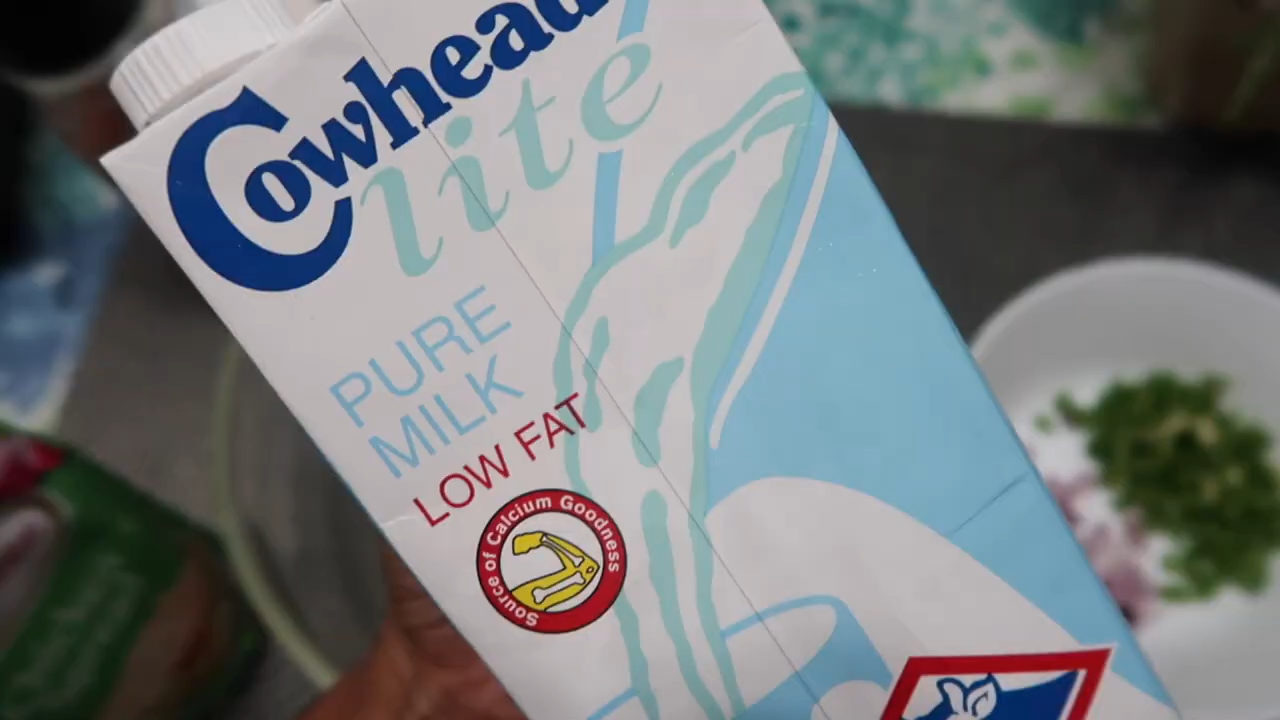 Cowhead
lite
PURE
MILK
LOW FAT
Source of Calcium Goodness